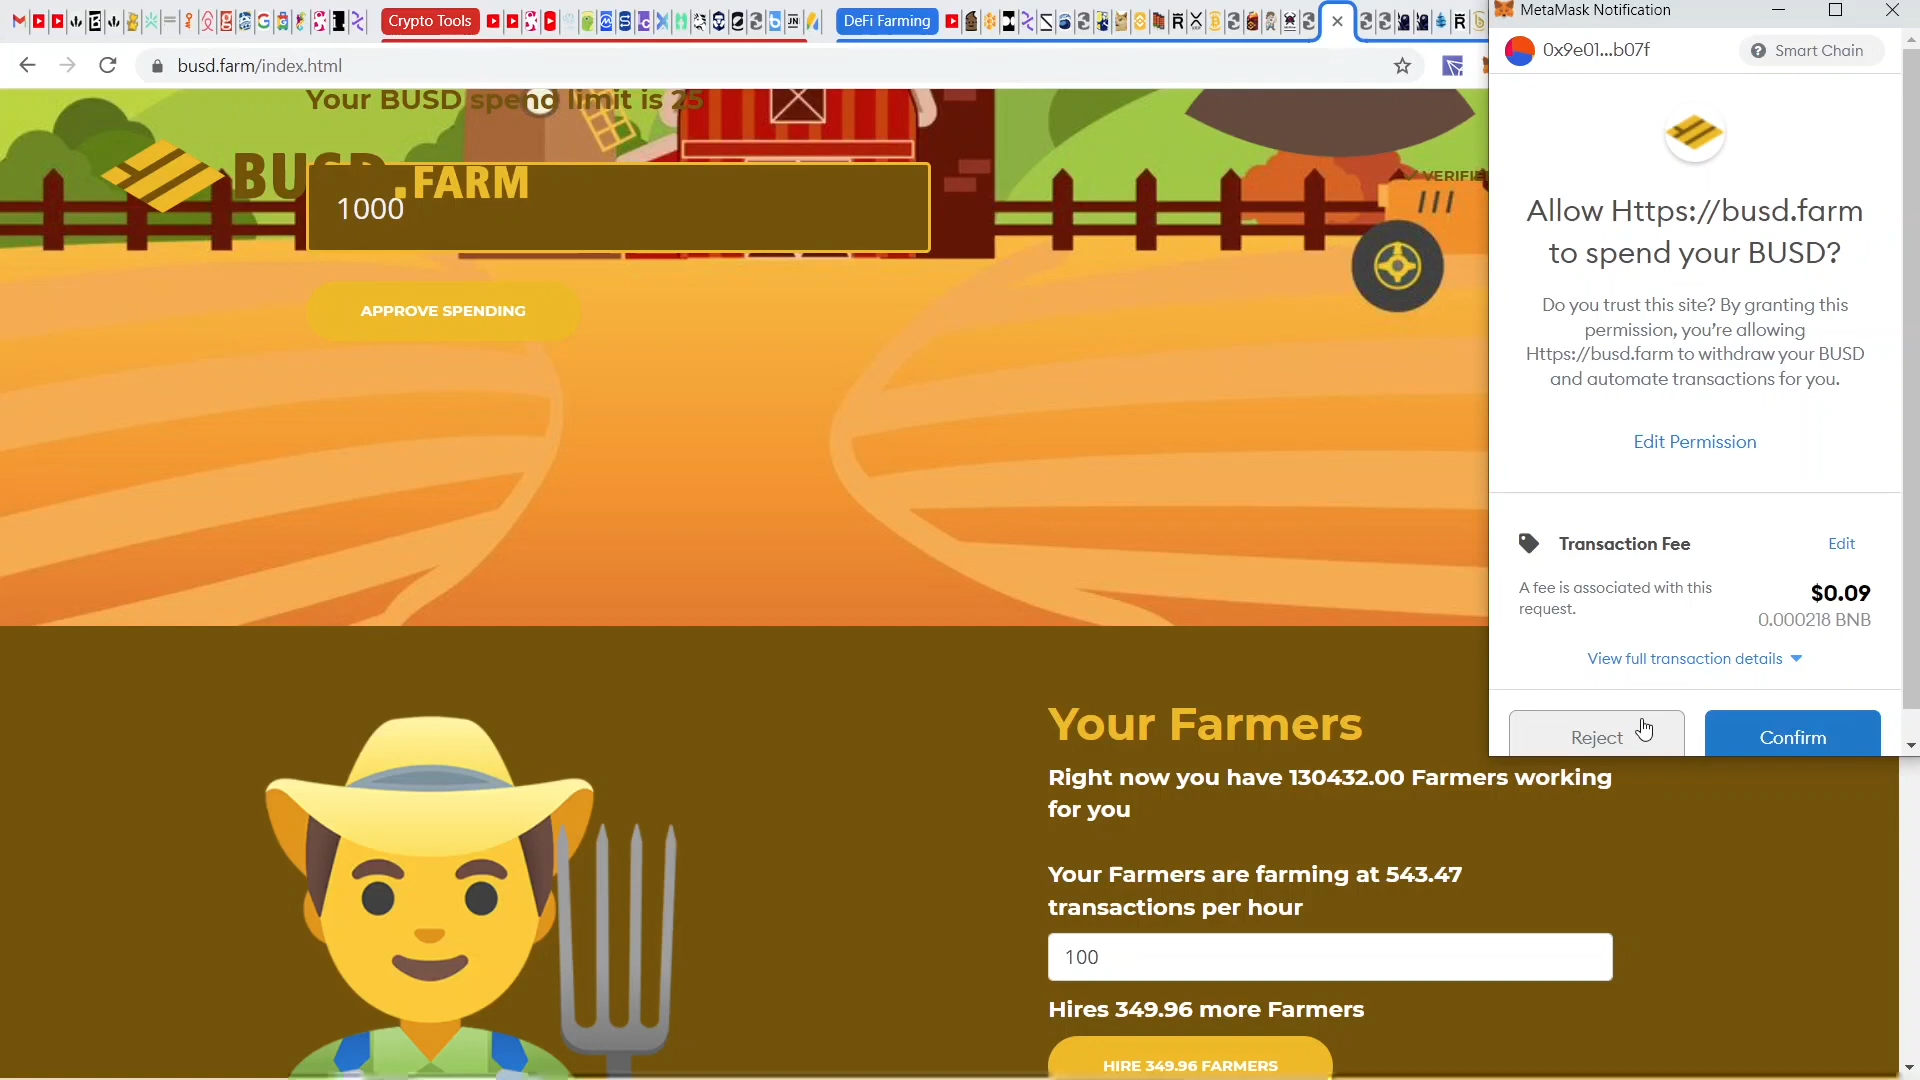 Crypto Tools
DeFi Farming
busd.farm/index.html
Your BUSD spend limit is 25
BUSD.FARM
1000
APPROVE SPENDING
Your Farmers
Right now you have 130432.00 Farmers working
for you
Your Farmers are farming at 543.47
transactions per hour
100
Hires 349.96 more Farmers
HIRE 349.96 FARMERS
MetaMask Notification
0x9e01...b07f
Smart Chain
Allow Https://busd.farm
to spend your BUSD?
Do you trust this site? By granting this
permission, you're allowing
Https://busd.farm to withdraw your BUSD
and automate transactions for you.
Edit Permission
Transaction Fee
Edit
A fee is associated with this
request.
$0.09
0.000218 BNB
View full transaction details
Reject
Confirm